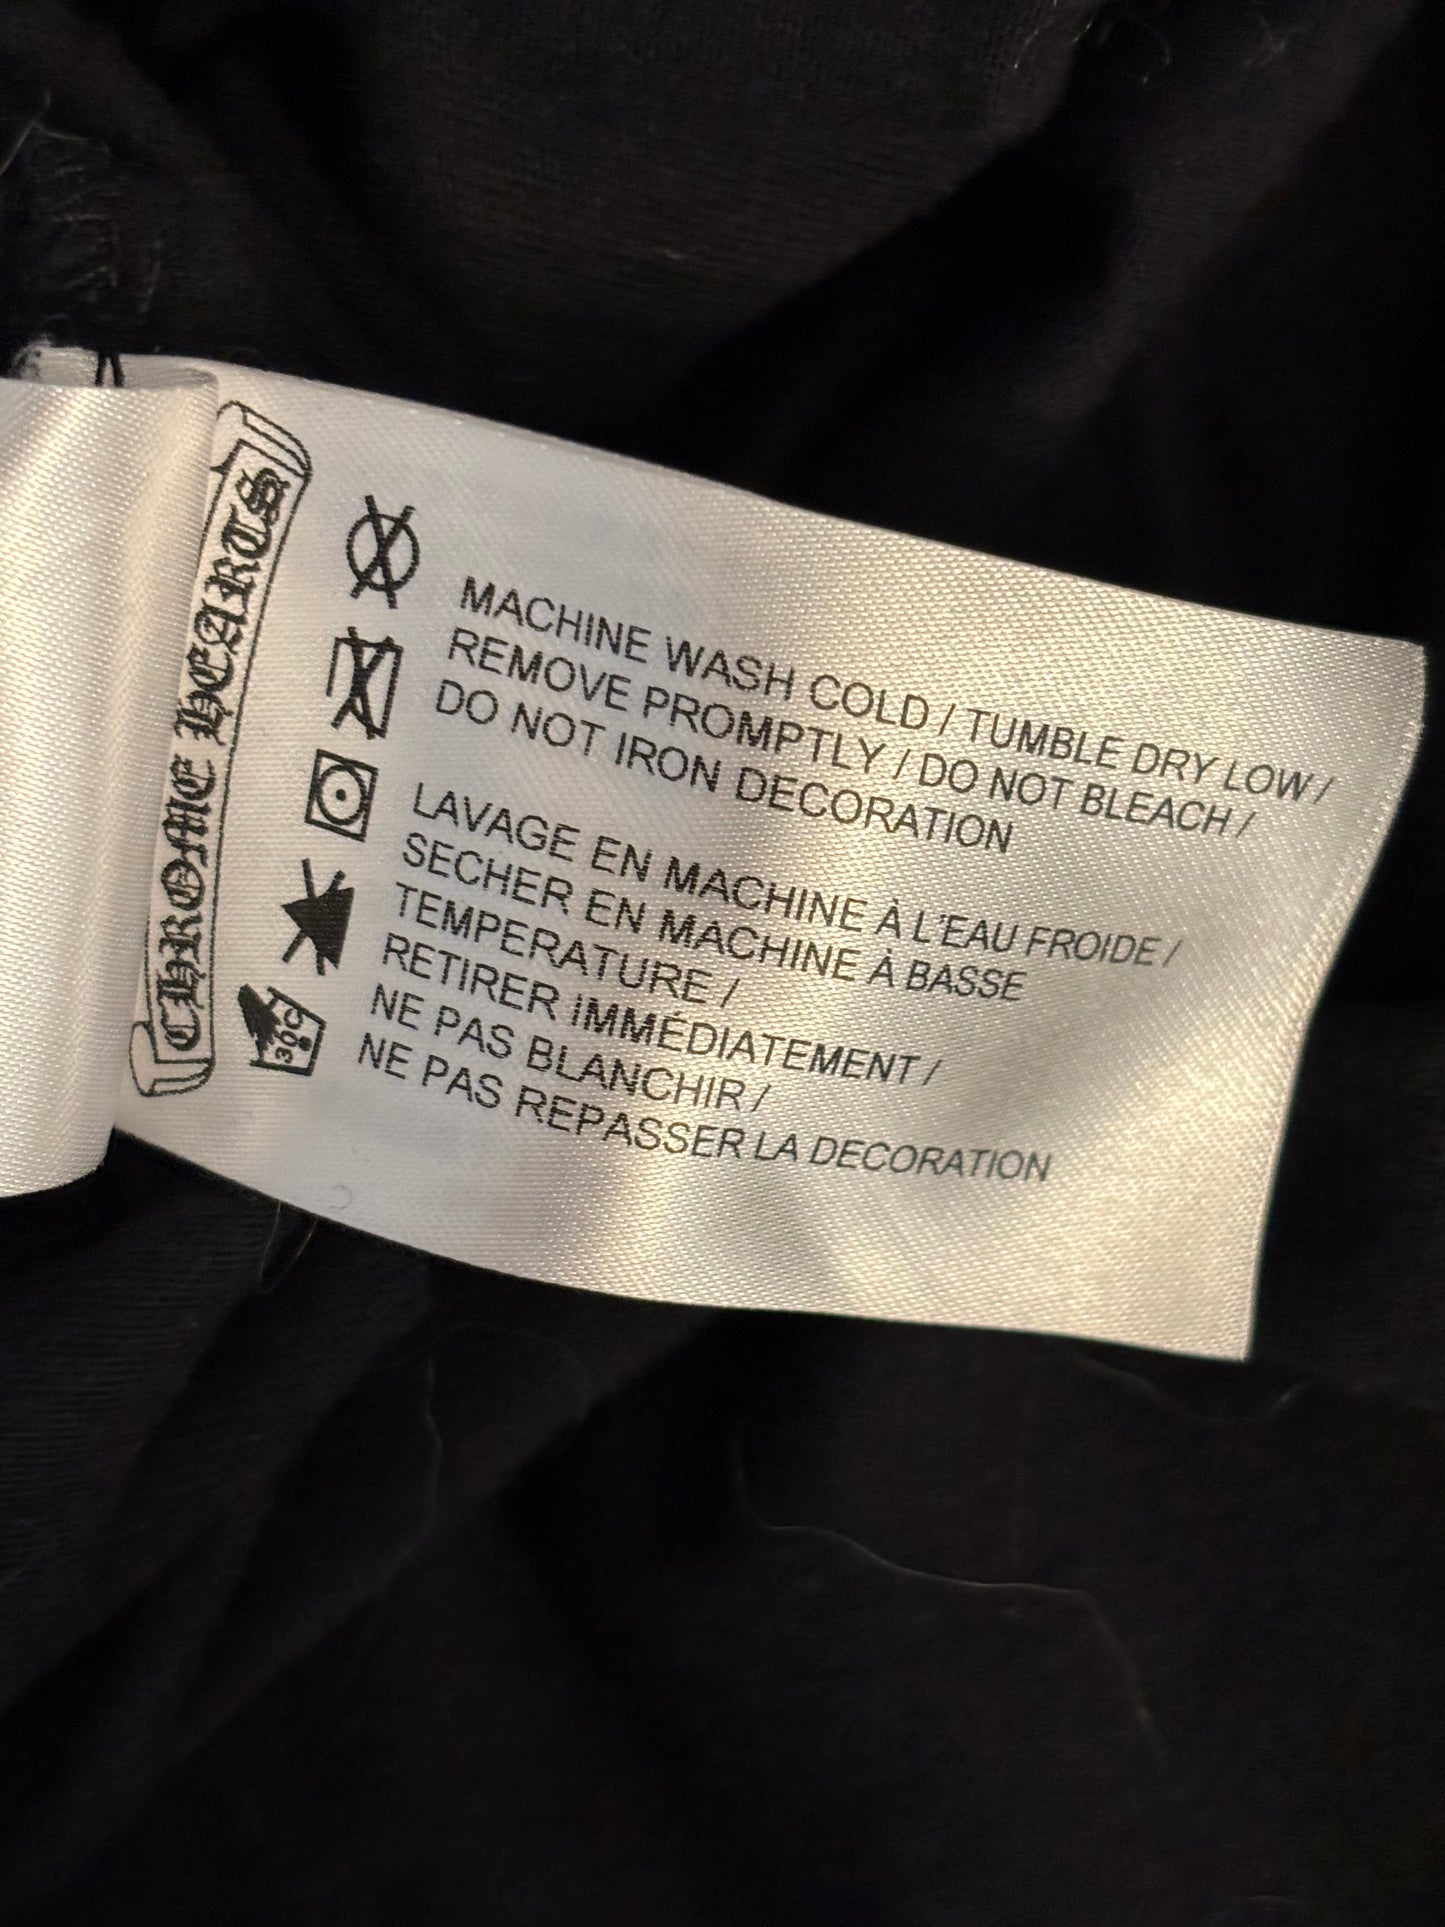 CHROME HEARTS
30C
MACHINE WASH COLD / TUMBLE DRY LOW /
REMOVE PROMPTLY / DO NOT BLEACH /
DO NOT IRON DECORATION
LAVAGE EN MACHINE À L'EAU FROIDE /
SECHER EN MACHINE À BASSE
TEMPERATURE /
RETIRER IMMÉDIATEMENT /
NE PAS BLANCHIR /
NE PAS REPASSER LA DECORATION